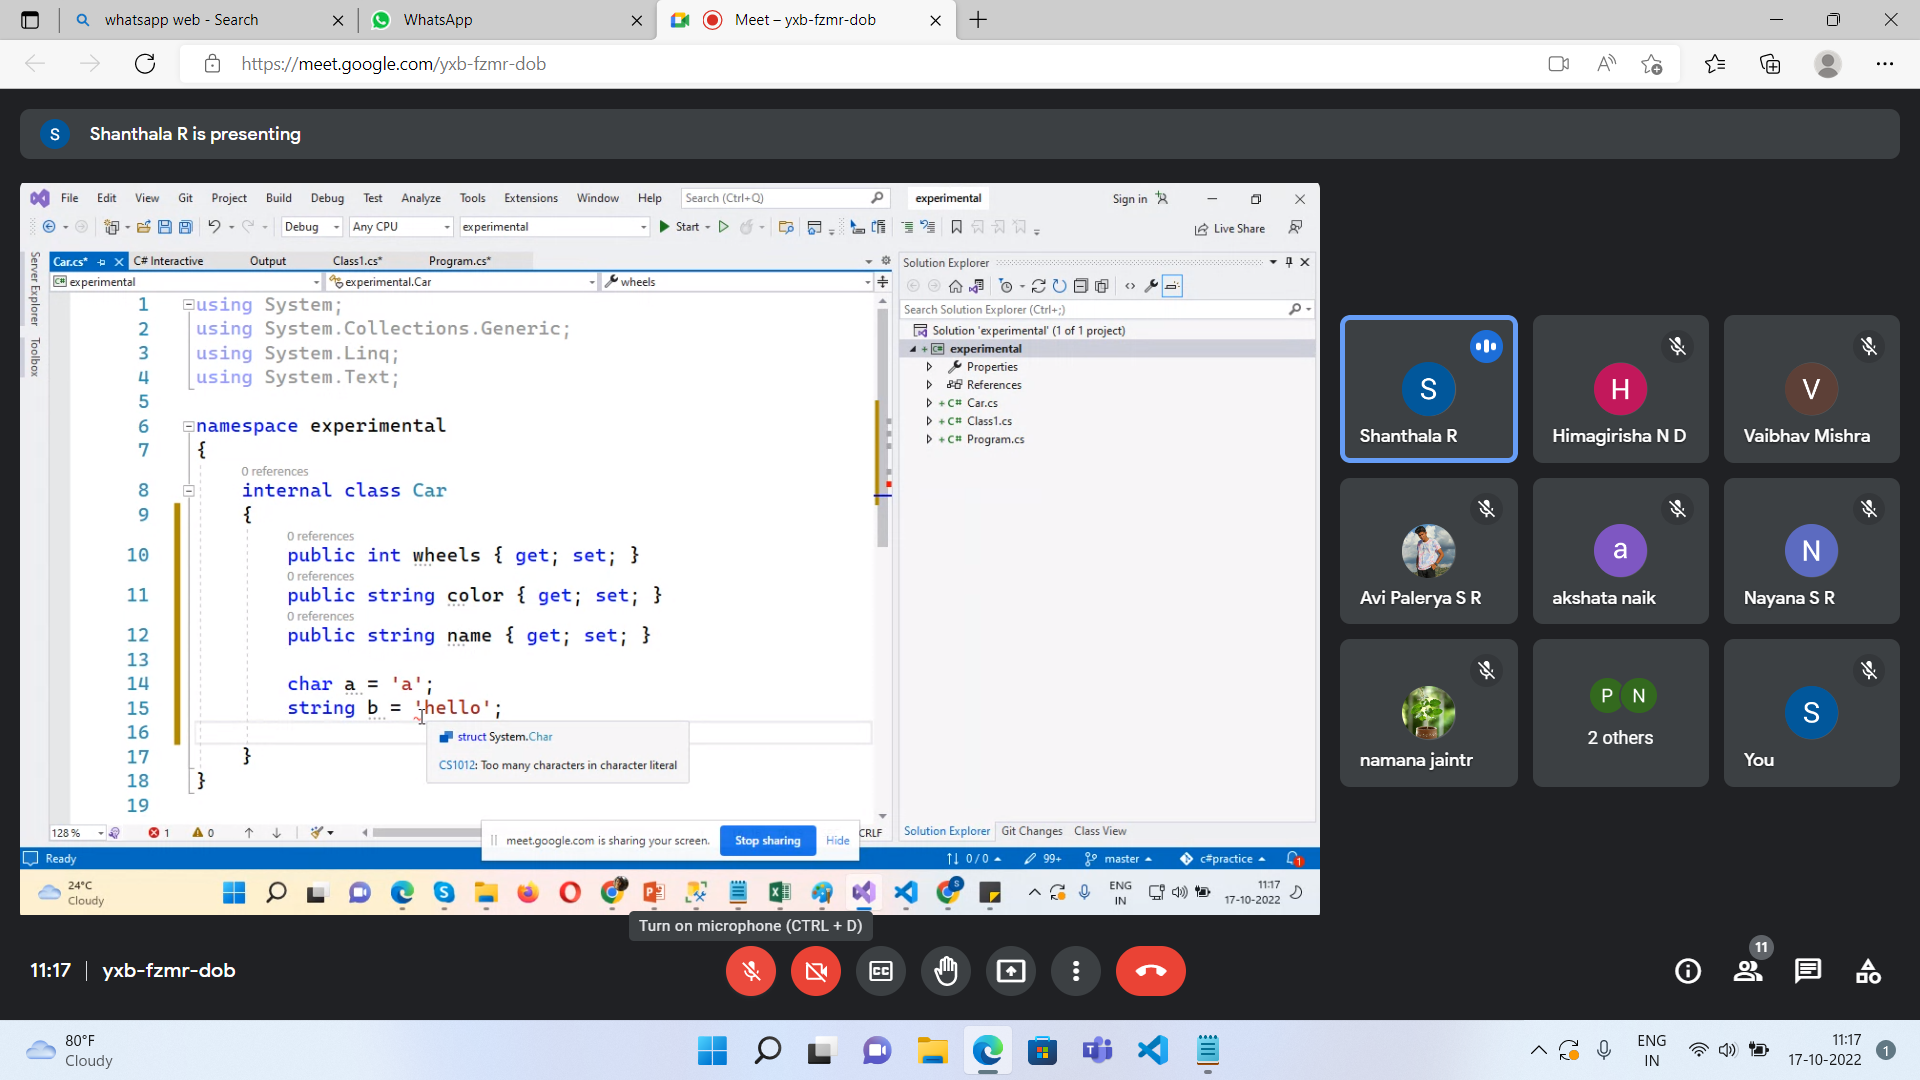 whatsapp web - Search
WhatsApp
Meet – yxb-fzmr-dob
https://meet.google.com/yxb-fzmr-dob
S Shanthala R is presenting
File Edit View Git Project Build Debug Test Analyze Tools Extensions Window Help Search (Ctrl+Q) experimental Sign in
Debug Any CPU experimental Start Live Share
Server Explorer
Toolbox
Car.cs* C# Interactive Output Class1.cs* Program.cs*
experimental experimental.Car wheels
1 using System;
2 using System.Collections.Generic;
3 using System.Linq;
4 using System.Text;
5
6 namespace experimental
7 {
0 references
8 internal class Car
9 {
0 references
10 public int wheels { get; set; }
0 references
11 public string color { get; set; }
0 references
12 public string name { get; set; }
13
14 char a = 'a';
15 string b = 'hello';
16
17 }
18 }
19
struct System.Char
CS1012: Too many characters in character literal
128 % 1 0 CRLF
meet.google.com is sharing your screen. Stop sharing Hide
Solution Explorer
Search Solution Explorer (Ctrl+;)
Solution 'experimental' (1 of 1 project)
experimental
Properties
References
C# Car.cs
C# Class1.cs
C# Program.cs
Solution Explorer Git Changes Class View
Ready 0 / 0 99+ master c#practice 1
24°C
Cloudy
S
ENG
IN
11:17
17-10-2022
Turn on microphone (CTRL + D)
S
Shanthala R
H
Himagirisha N D
V
Vaibhav Mishra
Avi Palerya S R
a
akshata naik
N
Nayana S R
namana jaintr
P N
2 others
S
You
11:17 | yxb-fzmr-dob
CC
11
80°F
Cloudy
ENG
IN
11:17
17-10-2022
1